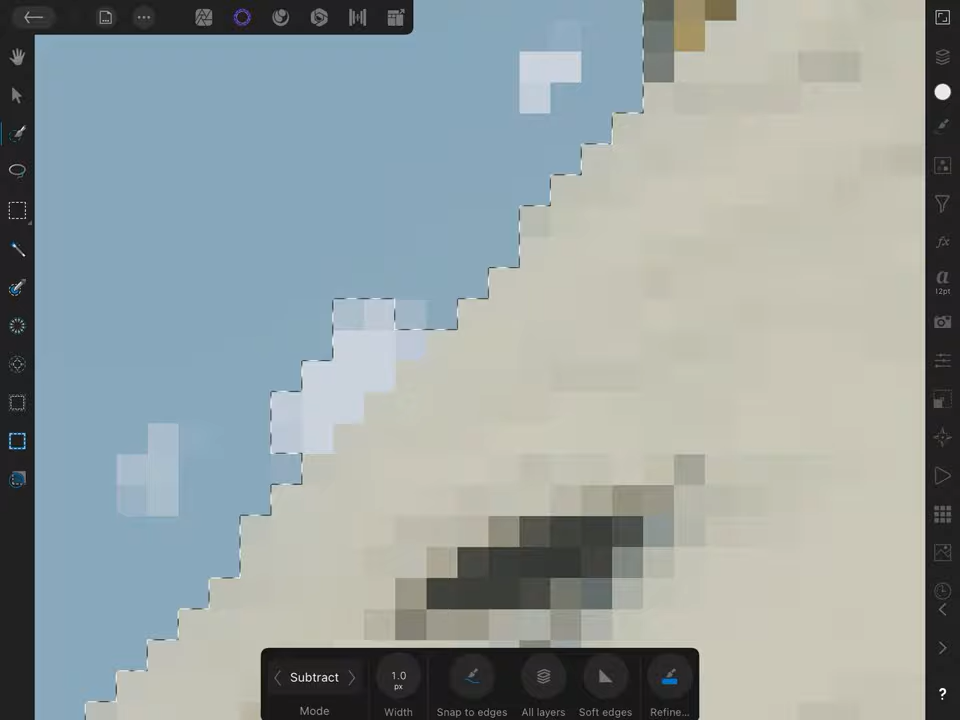 a
12pt
Subtract
1.0
px
Mode
Width
Snap to edges
All layers
Soft edges
Refine...
?